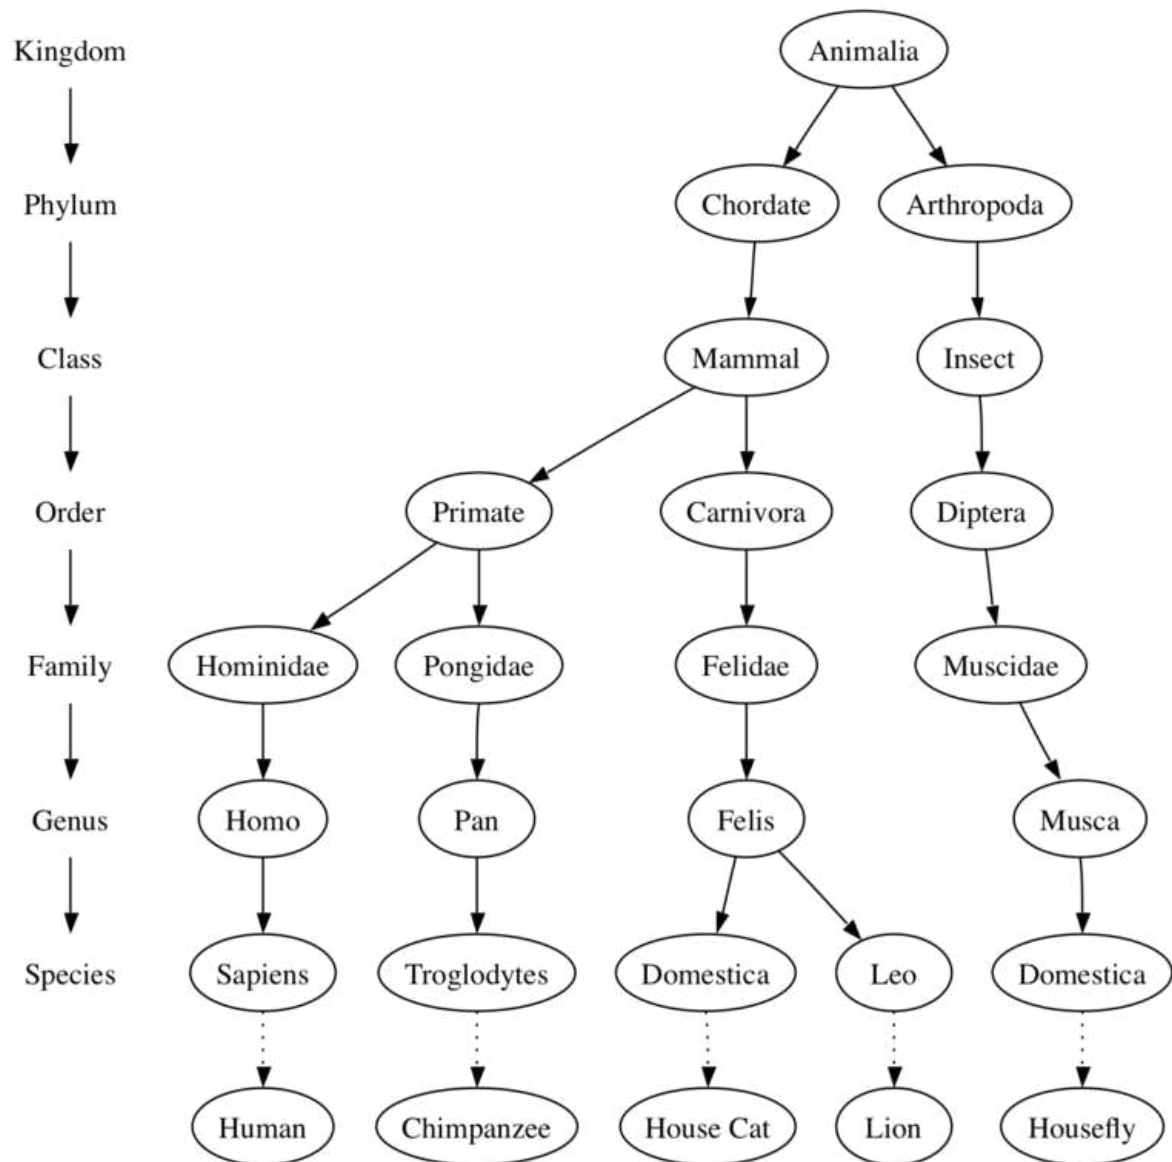 Kingdom Animalia
Phylum Chordate Arthropoda
Class Mammal Insect
Order Primate Carnivora Diptera
Family Hominidae Pongidae Felidae Muscidae
Genus Homo Pan Felis Musca
Species Sapiens Troglodytes Domestica Leo Domestica
Human Chimpanzee House Cat Lion Housefly